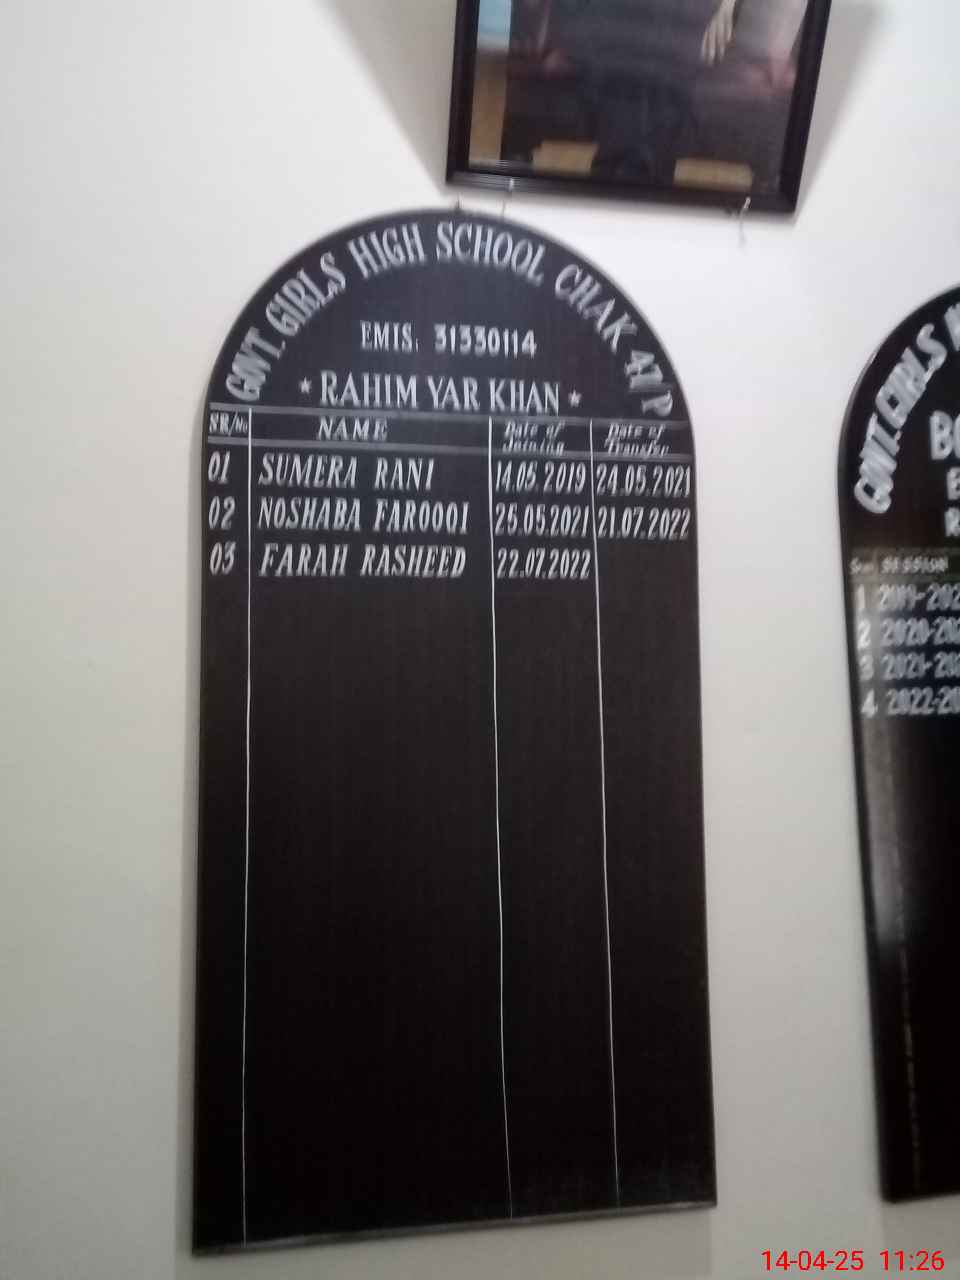 GOVT. GIRLS HIGH SCHOOL CHAK 47/P
EMIS: 31330114
* RAHIM YAR KHAN *
SR/No NAME Date of Joining Date of Transfer
01 SUMERA RANI 14.05.2019 24.05.2021
02 NOSHABA FAROOQI 25.05.2021 21.07.2022
03 FARAH RASHEED 22.07.2022
GOVT. GIRLS
SESSION
1 2019-202
2 2020-202
3 2021-202
4 2022-20
14-04-25 11:26